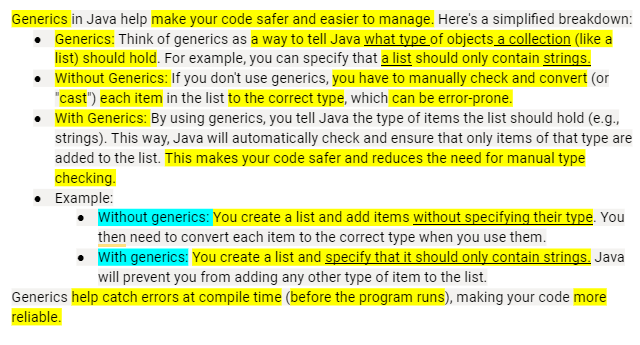 Generics in Java help make your code safer and easier to manage. Here's a simplified breakdown:
● Generics: Think of generics as a way to tell Java what type of objects a collection (like a
list) should hold. For example, you can specify that a list should only contain strings.
● Without Generics: If you don't use generics, you have to manually check and convert (or
"cast") each item in the list to the correct type, which can be error-prone.
● With Generics: By using generics, you tell Java the type of items the list should hold (e.g.,
strings). This way, Java will automatically check and ensure that only items of that type are
added to the list. This makes your code safer and reduces the need for manual type
checking.
● Example:
● Without generics: You create a list and add items without specifying their type. You
then need to convert each item to the correct type when you use them.
● With generics: You create a list and specify that it should only contain strings. Java
will prevent you from adding any other type of item to the list.
Generics help catch errors at compile time (before the program runs), making your code more
reliable.